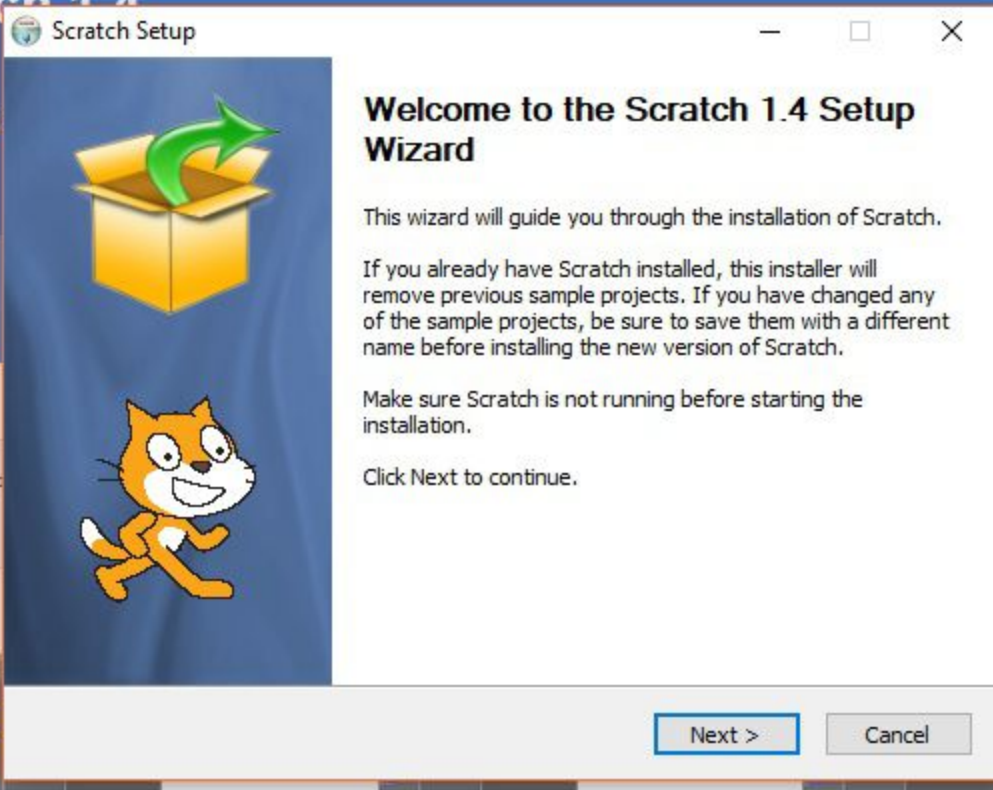 Scratch Setup
Welcome to the Scratch 1.4 Setup
Wizard
This wizard will guide you through the installation of Scratch.
If you already have Scratch installed, this installer will
remove previous sample projects. If you have changed any
of the sample projects, be sure to save them with a different
name before installing the new version of Scratch.
Make sure Scratch is not running before starting the
installation.
Click Next to continue.
Next >
Cancel